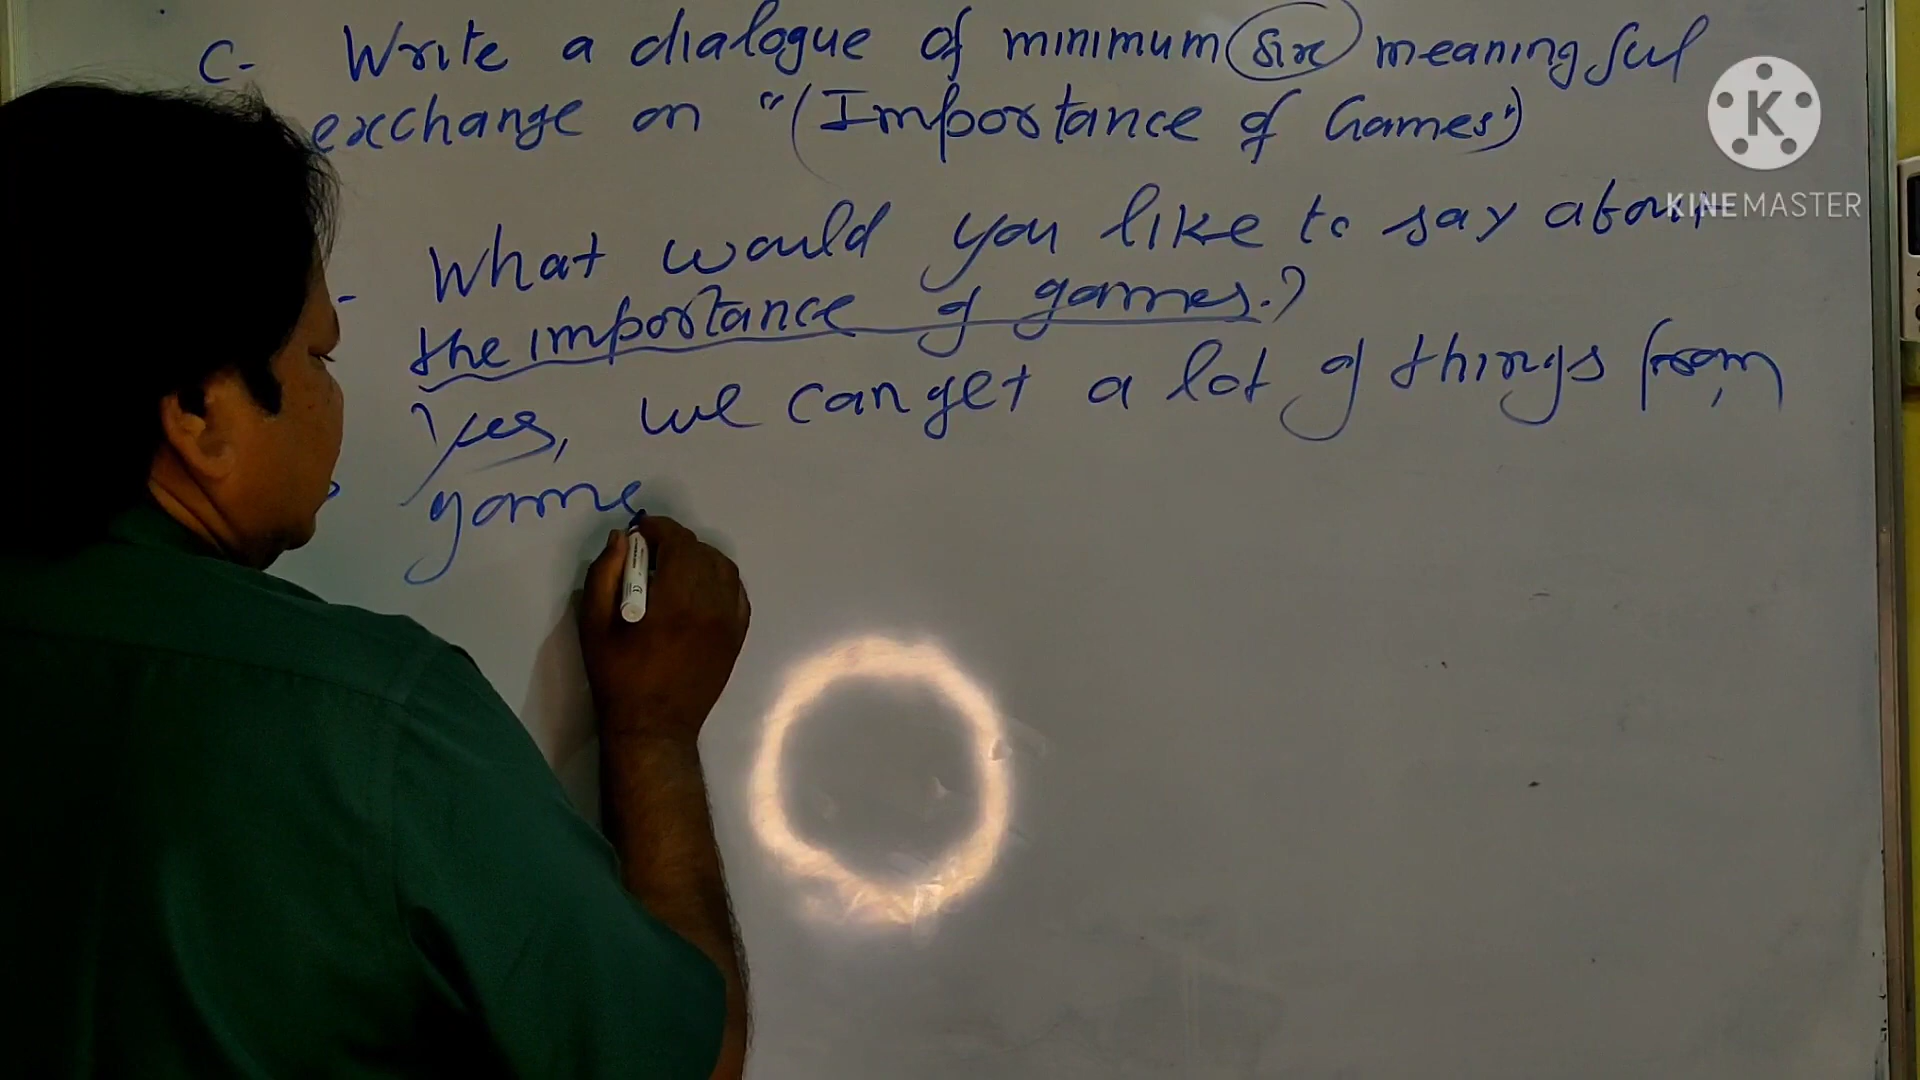 C- Write a dialogue of minimum six meaningful
exchange on "(Importance of Games")
K
KINEMASTER
- What would you like to say about
the importance of games.?
Yes, we can get a lot of things from
game